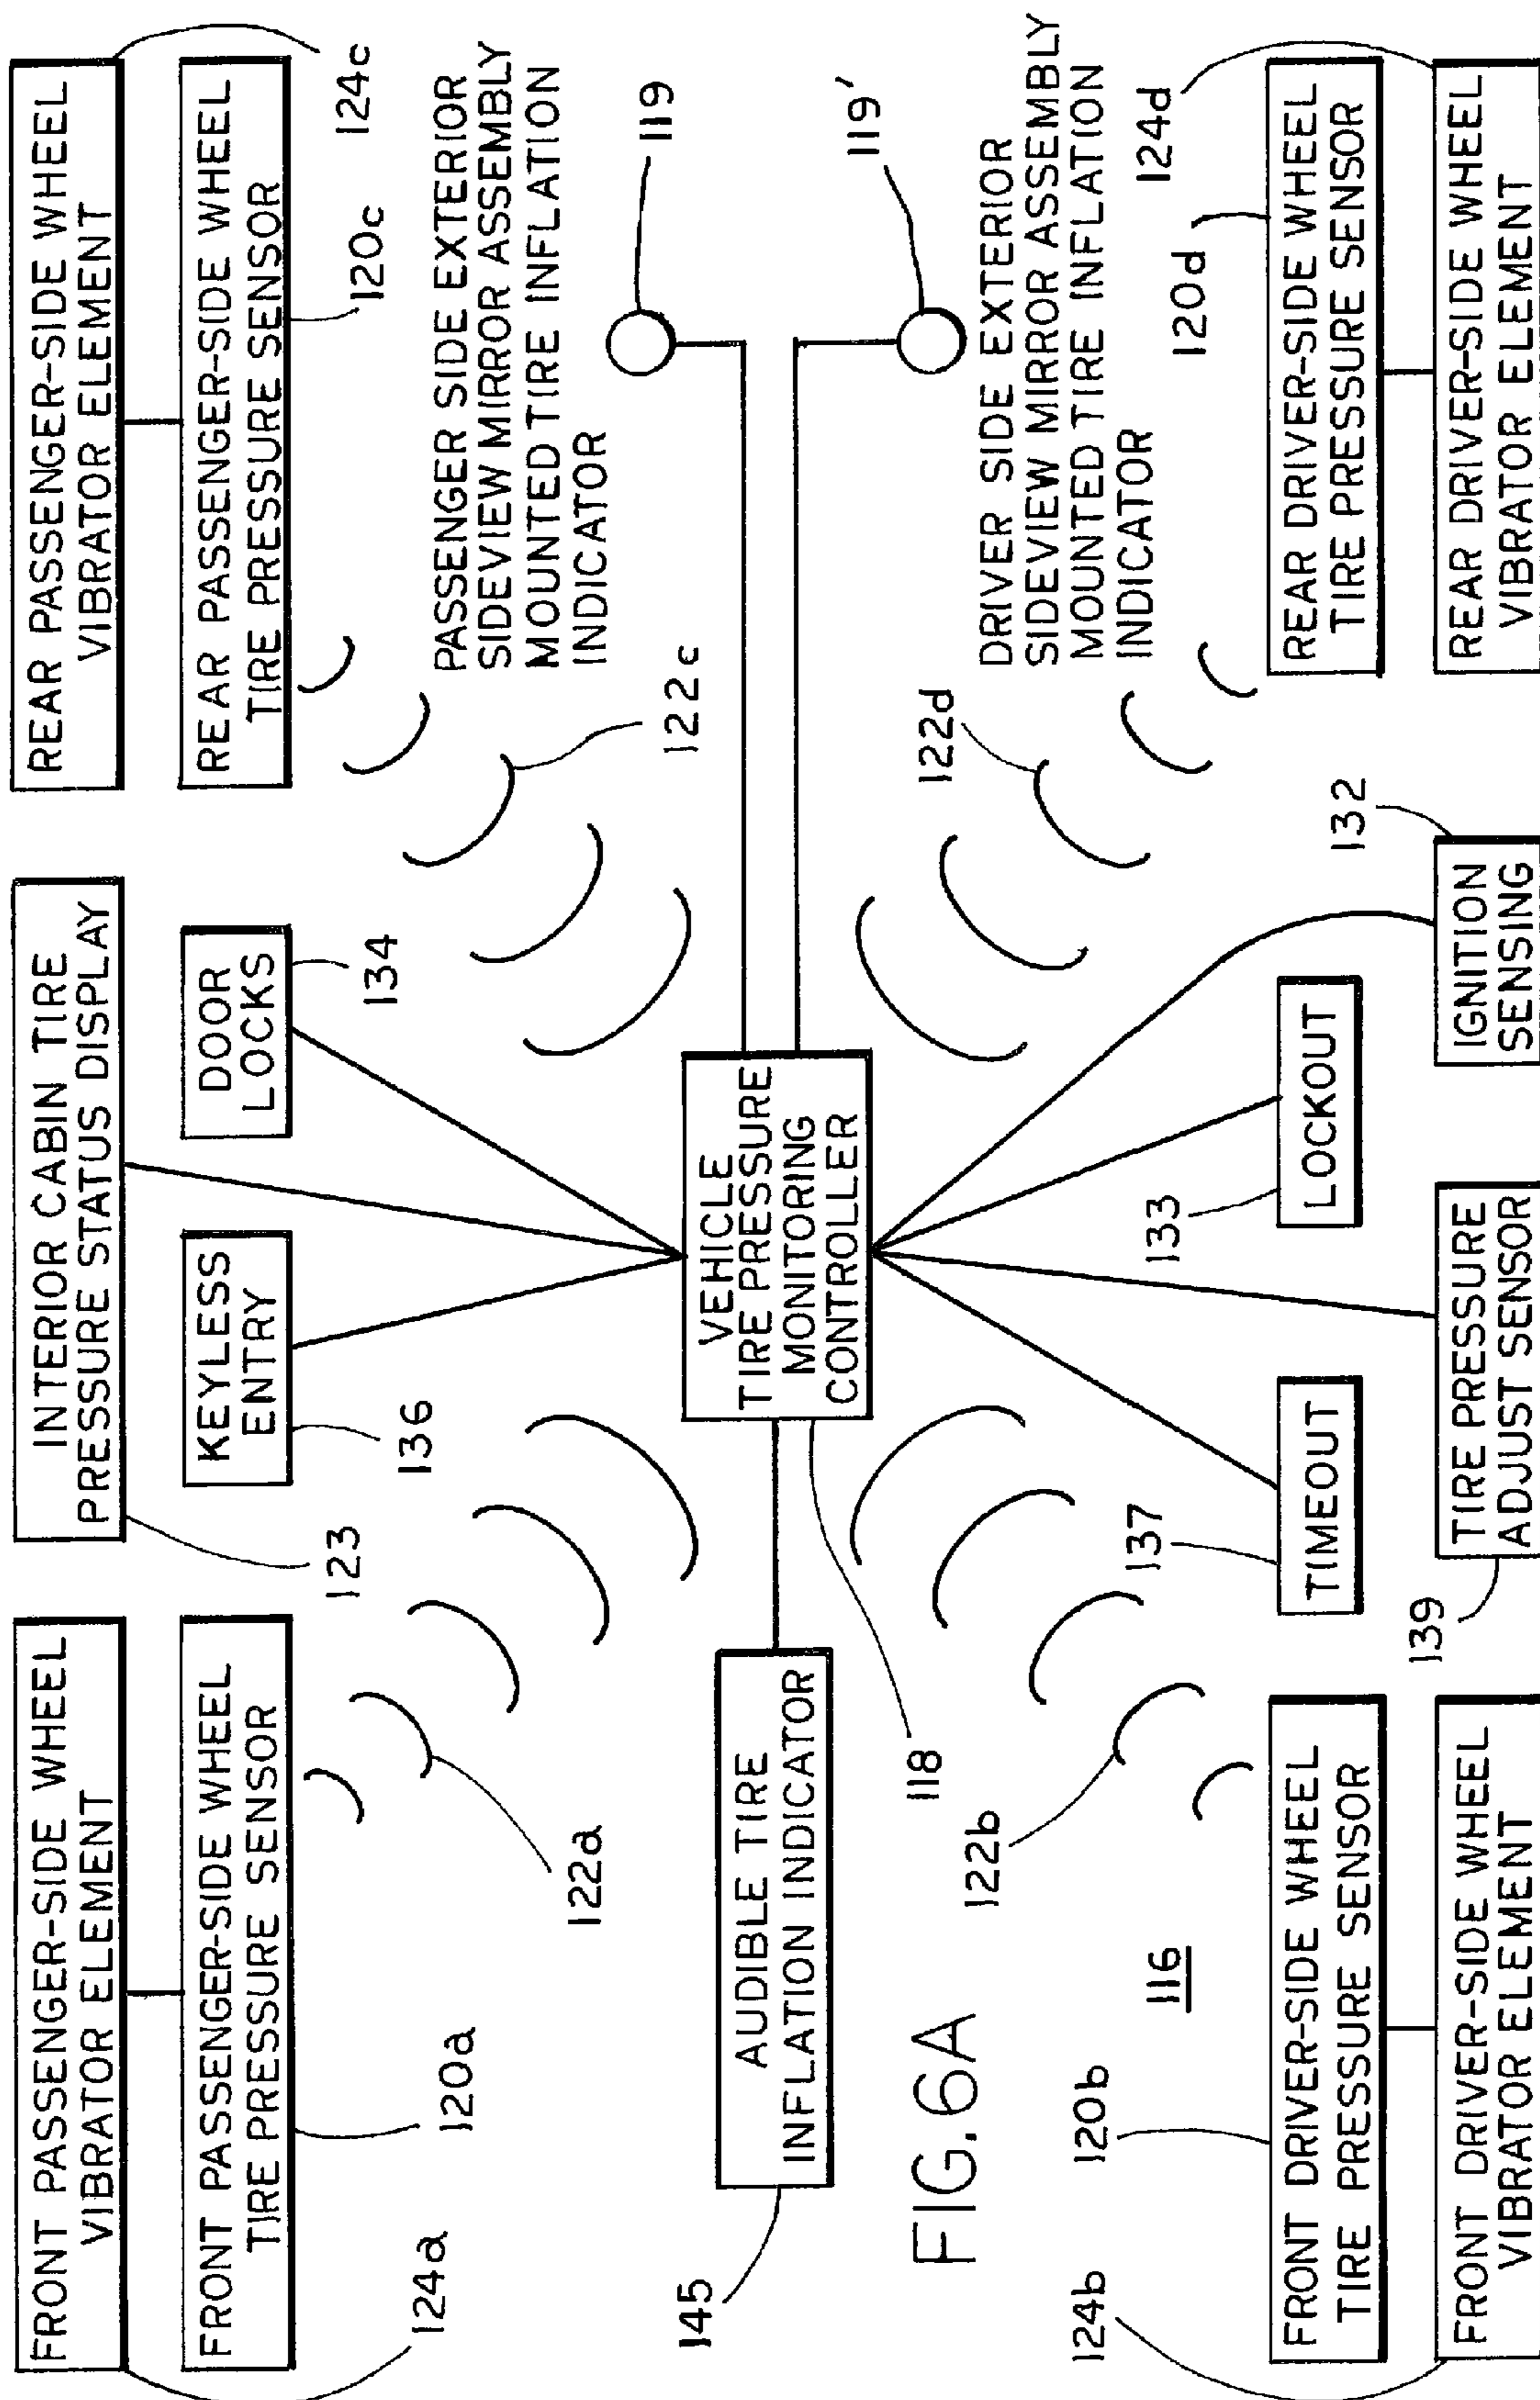 FRONT PASSENGER-SIDE WHEEL
VIBRATOR ELEMENT
FRONT PASSENGER-SIDE WHEEL
TIRE PRESSURE SENSOR
124a
120a
122a
INTERIOR CABIN TIRE
PRESSURE STATUS DISPLAY
123
KEYLESS
ENTRY
136
DOOR
LOCKS
134
REAR PASSENGER-SIDE WHEEL
VIBRATOR ELEMENT
REAR PASSENGER-SIDE WHEEL
TIRE PRESSURE SENSOR
124c
120c
122c
PASSENGER SIDE EXTERIOR
SIDEVIEW MIRROR ASSEMBLY
MOUNTED TIRE INFLATION
INDICATOR
119
145
AUDIBLE TIRE
INFLATION INDICATOR
118
VEHICLE
TIRE PRESSURE
MONITORING
CONTROLLER
119'
DRIVER SIDE EXTERIOR
SIDEVIEW MIRROR ASSEMBLY
MOUNTED TIRE INFLATION
INDICATOR
FIG. 6A
116
122b
120b
124b
FRONT DRIVER-SIDE WHEEL
TIRE PRESSURE SENSOR
FRONT DRIVER-SIDE WHEEL
VIBRATOR ELEMENT
137
TIMEOUT
133
LOCKOUT
139
TIRE PRESSURE
ADJUST SENSOR
132
IGNITION
SENSING
122d
120d
124d
REAR DRIVER-SIDE WHEEL
TIRE PRESSURE SENSOR
REAR DRIVER-SIDE WHEEL
VIBRATOR ELEMENT